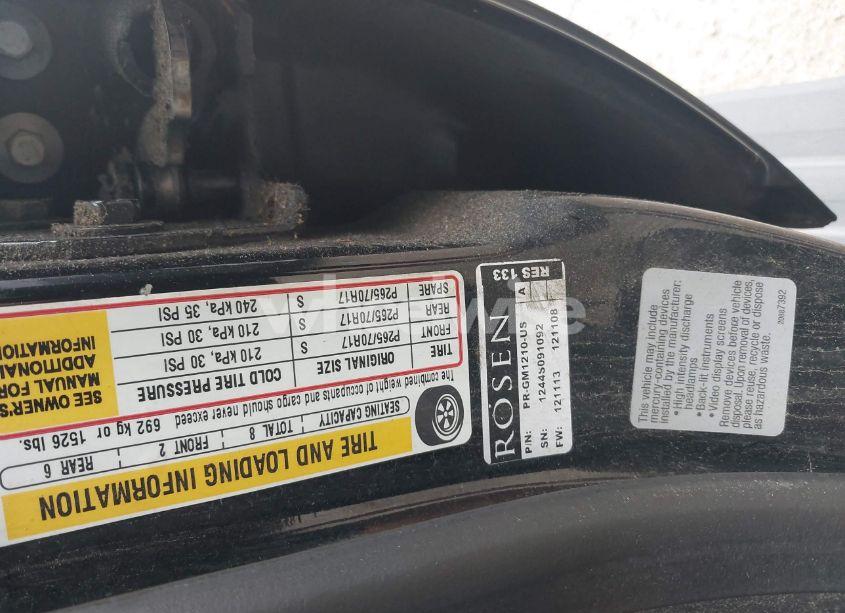 TIRE AND LOADING INFORMATION
SEATING CAPACITY TOTAL 8 FRONT 2 REAR 6
The combined weight of occupants and cargo should never exceed 692 kg or 1526 lbs.
TIRE ORIGINAL SIZE COLD TIRE PRESSURE
FRONT P265/70R17 S 210 kPa, 30 PSI
REAR P265/70R17 210 kPa, 30 PSI
SPARE P265/70R17 S 240 kPa, 35 PSI
SEE OWNER'S
MANUAL FOR
ADDITIONAL
INFORMATION
ROSEN
P/N: PR-GM1210-US A
SN: 1244S091092
FW: 121113 121108
RES 133
This vehicle may include
mercury-containing devices
installed by the manufacturer:
• High intensity discharge
headlamps
• Back-lit instruments
• Video display screens
Remove devices before vehicle
disposal. Upon removal of devices,
please reuse, recycle or dispose
as hazardous waste.
20887392